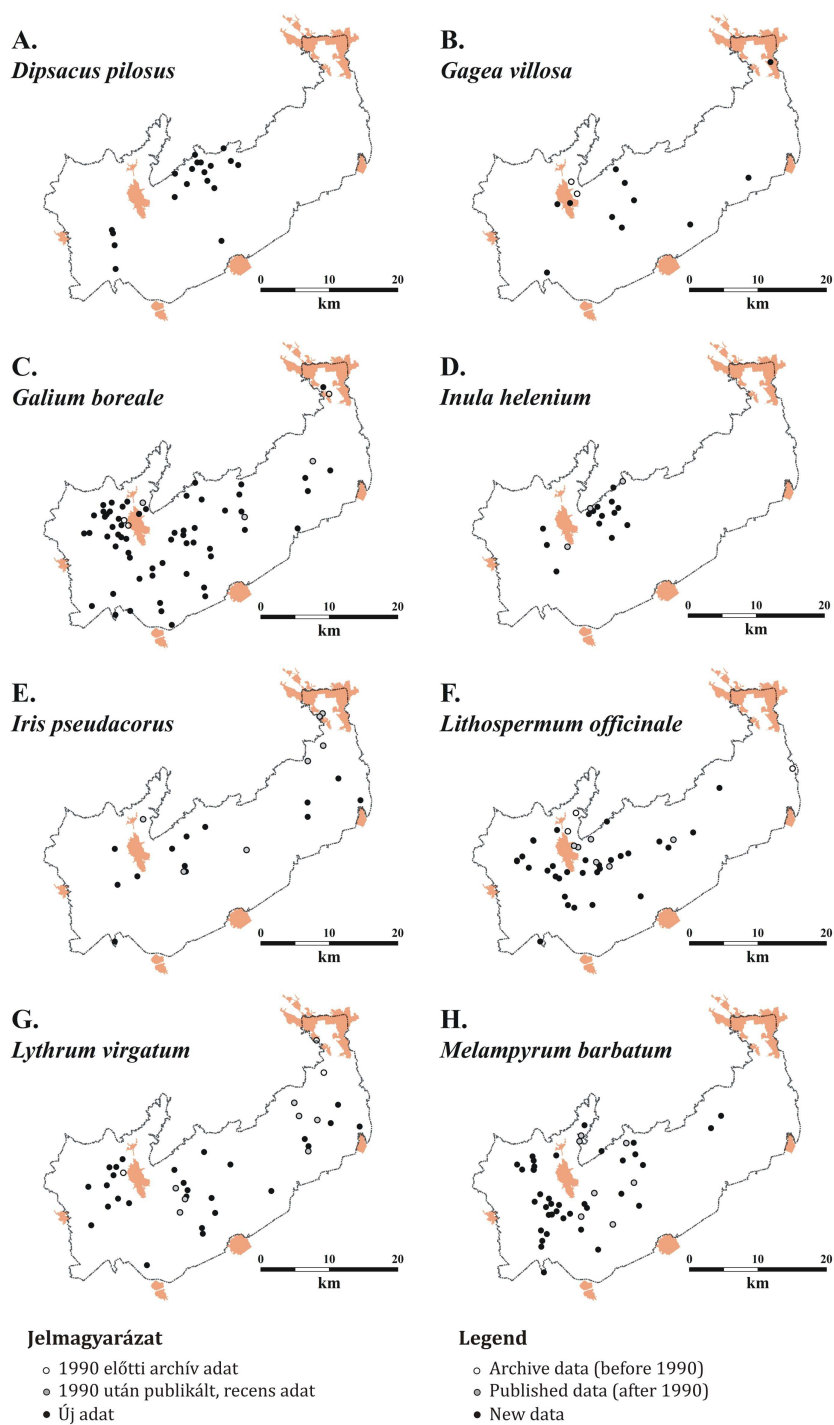 A.
Dipsacus pilosus
0 10 20
km
B.
Gagea villosa
0 10 20
km
C.
Galium boreale
0 10 20
km
D.
Inula helenium
0 10 20
km
E.
Iris pseudacorus
0 10 20
km
F.
Lithospermum officinale
0 10 20
km
G.
Lythrum virgatum
0 10 20
km
H.
Melampyrum barbatum
0 10 20
km
Jelmagyarázat
1990 előtti archív adat
1990 után publikált, recens adat
Új adat
Legend
Archive data (before 1990)
Published data (after 1990)
New data